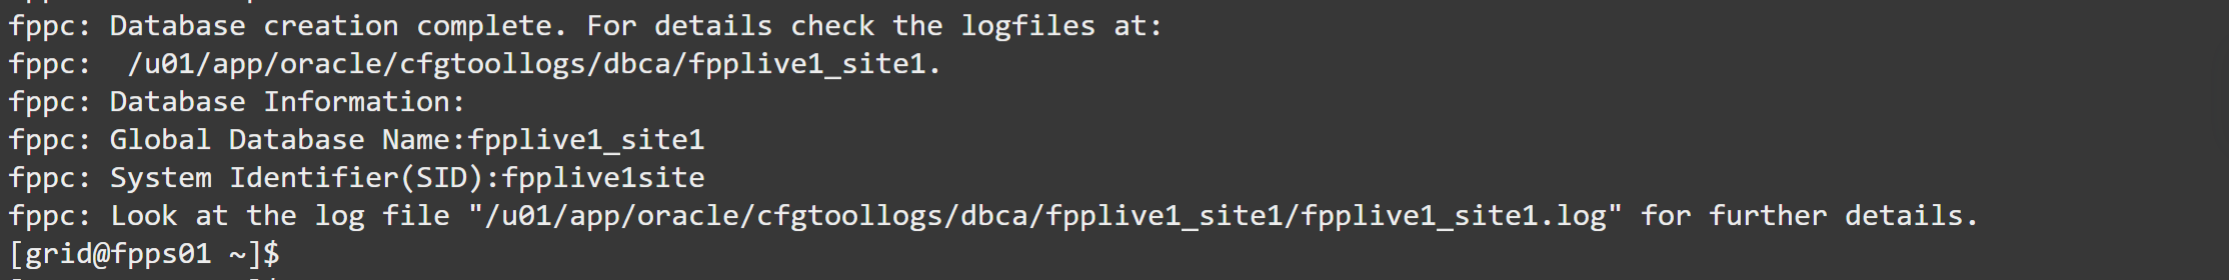 fppc: Database creation complete. For details check the logfiles at:
fppc:  /u01/app/oracle/cfgtoollogs/dbca/fpplive1_site1.
fppc: Database Information:
fppc: Global Database Name:fpplive1_site1
fppc: System Identifier(SID):fpplive1site
fppc: Look at the log file "/u01/app/oracle/cfgtoollogs/dbca/fpplive1_site1/fpplive1_site1.log" for further details.
[grid@fpps01 ~]$